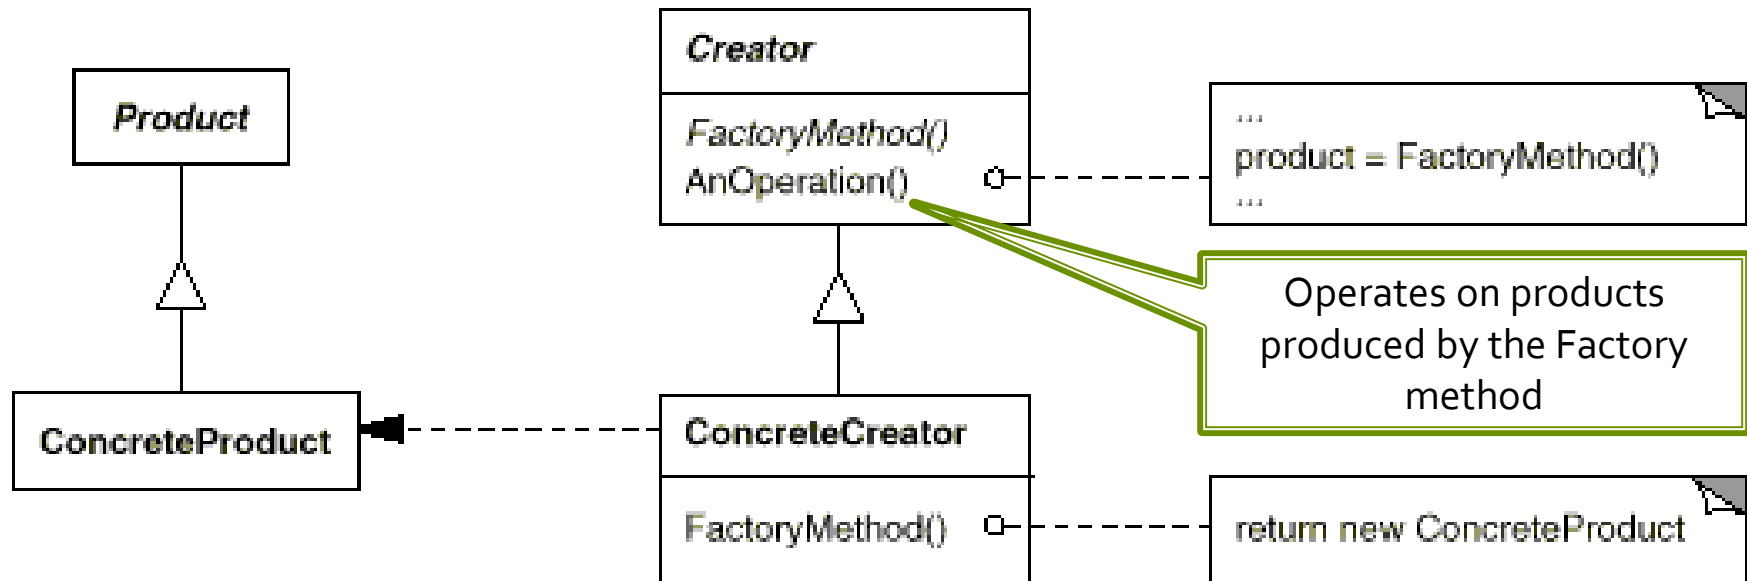 Creator
FactoryMethod()
AnOperation()
Product
...
product = FactoryMethod()
...
Operates on products
produced by the Factory
method
ConcreteProduct
ConcreteCreator
FactoryMethod()
return new ConcreteProduct